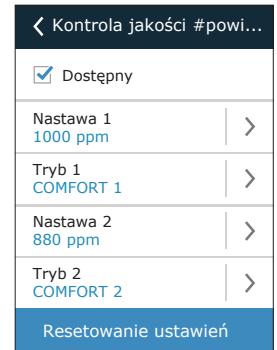 Kontrola jakości #powi...
Dostępny
Nastawa 1
1000 ppm
Tryb 1
COMFORT 1
Nastawa 2
880 ppm
Tryb 2
COMFORT 2
Resetowanie ustawień